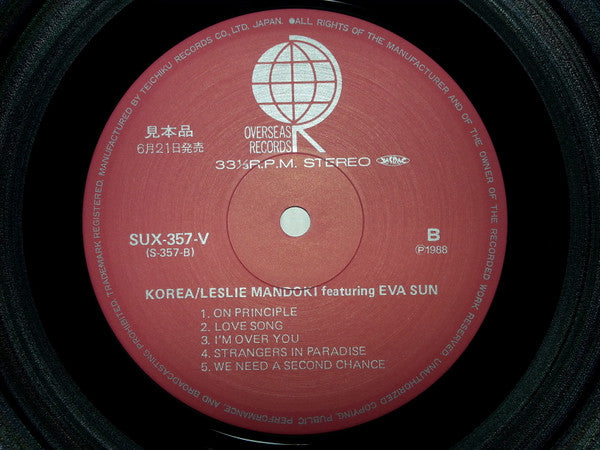 MANUFACTURED BY TEICHIKU RECORDS CO., LTD. JAPAN. ●ALL RIGHTS OF THE MANUFACTURER AND OF THE OWNER OF THE RECORDED WORK RESERVED. UNAUTHORIZED COPYING, PUBLIC PERFORMANCE, AND BROADCASTING PROHIBITED. TRADEMARK REGISTERED.
OVERSEAS
RECORDS
見本品
6月21日発売
33⅓R.P.M. STEREO
SUX-357-V
(S-357-B)
B
Ⓟ1988
KOREA/LESLIE MANDOKI featuring EVA SUN
1. ON PRINCIPLE
2. LOVE SONG
3. I'M OVER YOU
4. STRANGERS IN PARADISE
5. WE NEED A SECOND CHANCE